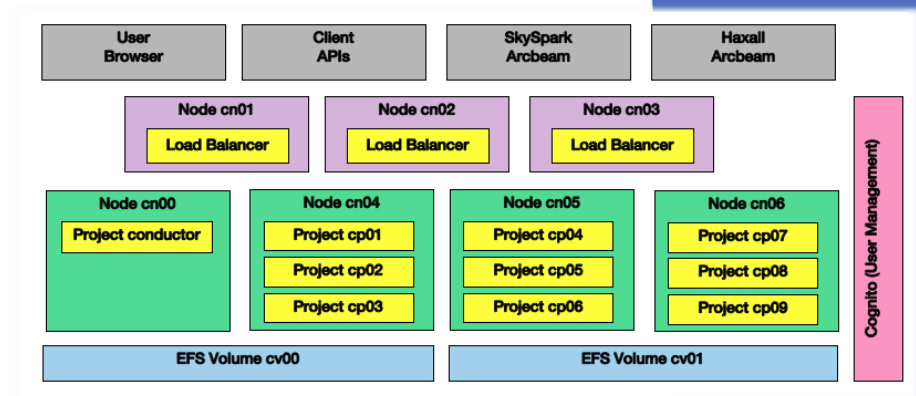 User
Browser
Client
APIs
SkySpark
Arcbeam
Haxall
Arcbeam
Node cn01
Load Balancer
Node cn02
Load Balancer
Node cn03
Load Balancer
Node cn00
Project conductor
Node cn04
Project cp01
Project cp02
Project cp03
Node cn05
Project cp04
Project cp05
Project cp06
Node cn06
Project cp07
Project cp08
Project cp09
EFS Volume cv00
EFS Volume cv01
Cognito (User Management)